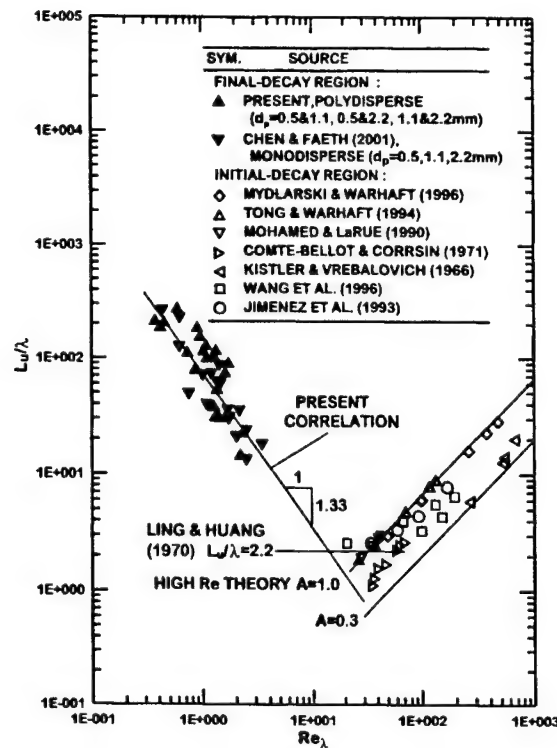 1E+005
1E+004
1E+003
1E+002
1E+001
1E+000
1E-001
Lu/λ
SYM. SOURCE
FINAL-DECAY REGION :
▲ PRESENT,POLYDISPERSE
(dp=0.5&1.1, 0.5&2.2, 1.1&2.2mm)
▼ CHEN & FAETH (2001),
MONODISPERSE (dp=0.5,1.1,2.2mm)
INITIAL-DECAY REGION :
◇ MYDLARSKI & WARHAFT (1996)
△ TONG & WARHAFT (1994)
▽ MOHAMED & LaRUE (1990)
▷ COMTE-BELLOT & CORRSIN (1971)
◁ KISTLER & VREBALOVICH (1966)
□ WANG ET AL. (1996)
○ JIMENEZ ET AL. (1993)
PRESENT
CORRELATION
1
1.33
LING & HUANG
(1970) Lu/λ=2.2
HIGH Re THEORY A=1.0
A=0.3
1E-001 1E+000 1E+001 1E+002 1E+003
Reλ